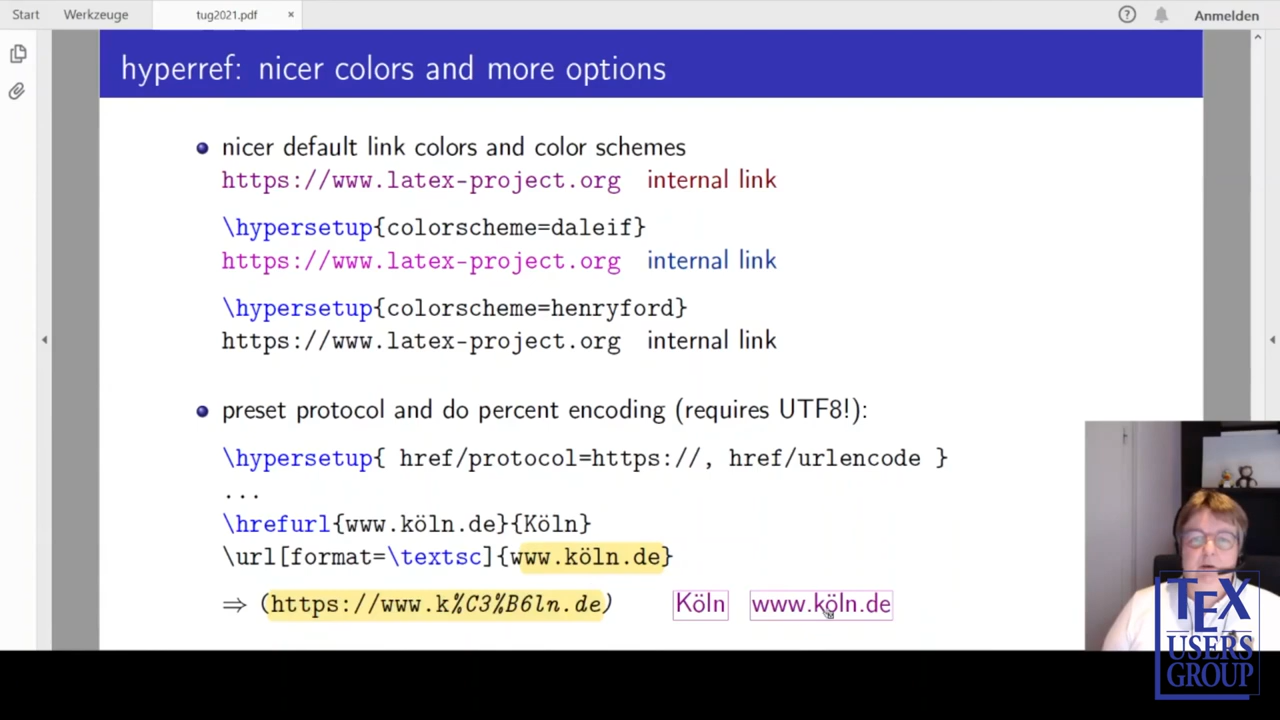 Start Werkzeuge tug2021.pdf × ? Anmelden
hyperref: nicer colors and more options
nicer default link colors and color schemes
https://www.latex-project.org internal link
\hypersetup{colorscheme=daleif}
https://www.latex-project.org internal link
\hypersetup{colorscheme=henryford}
https://www.latex-project.org internal link
preset protocol and do percent encoding (requires UTF8!):
\hypersetup{ href/protocol=https://, href/urlencode }
...
\hrefurl{www.köln.de}{Köln}
\url[format=\textsc]{www.köln.de}
⇒ (https://www.k%C3%B6ln.de) Köln www.köln.de
TEX
USERS
GROUP